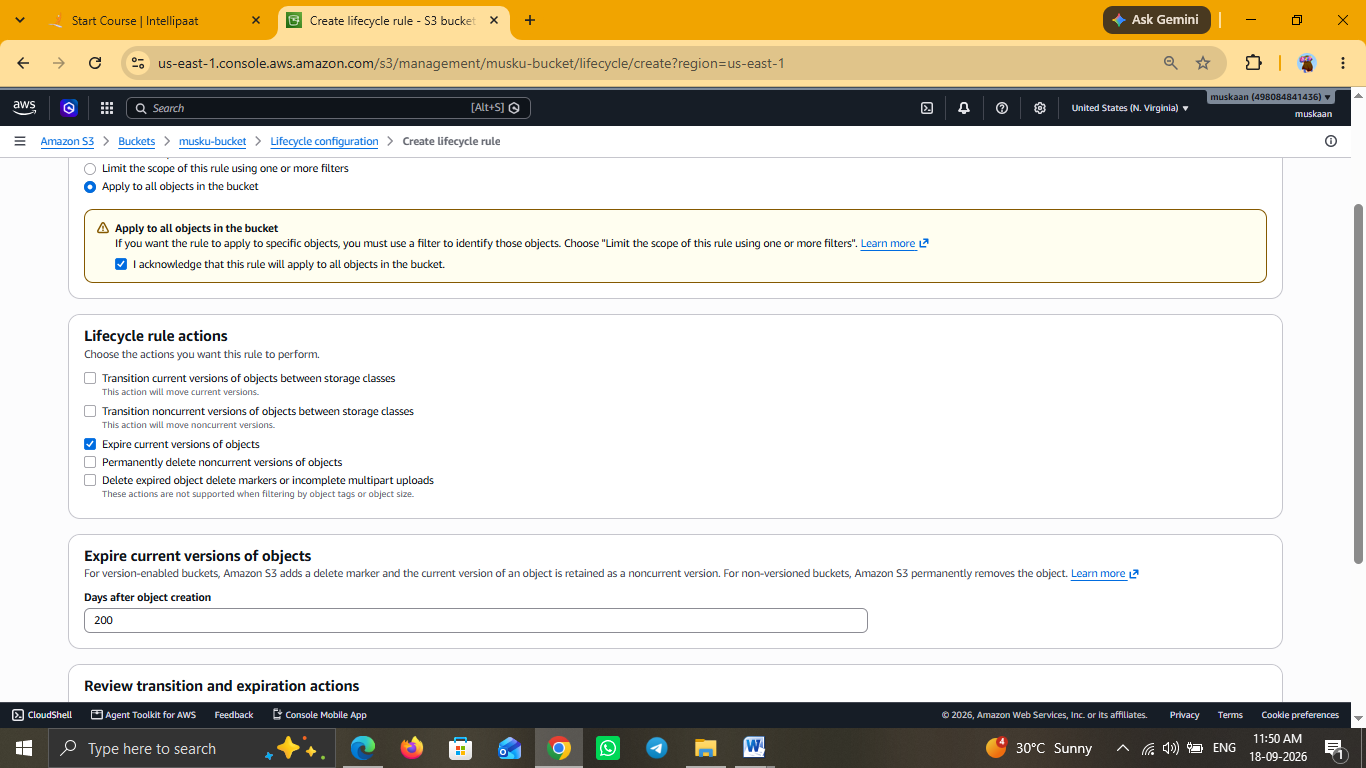 Start Course | Intellipaat
Create lifecycle rule - S3 bucket
Ask Gemini
us-east-1.console.aws.amazon.com/s3/management/musku-bucket/lifecycle/create?region=us-east-1
aws
Search
[Alt+S]
United States (N. Virginia)
muskaan (498084841436)
muskaan
Amazon S3
Buckets
musku-bucket
Lifecycle configuration
Create lifecycle rule
Limit the scope of this rule using one or more filters
Apply to all objects in the bucket
Apply to all objects in the bucket
If you want the rule to apply to specific objects, you must use a filter to identify those objects. Choose "Limit the scope of this rule using one or more filters". Learn more
I acknowledge that this rule will apply to all objects in the bucket.
Lifecycle rule actions
Choose the actions you want this rule to perform.
Transition current versions of objects between storage classes
This action will move current versions.
Transition noncurrent versions of objects between storage classes
This action will move noncurrent versions.
Expire current versions of objects
Permanently delete noncurrent versions of objects
Delete expired object delete markers or incomplete multipart uploads
These actions are not supported when filtering by object tags or object size.
Expire current versions of objects
For version-enabled buckets, Amazon S3 adds a delete marker and the current version of an object is retained as a noncurrent version. For non-versioned buckets, Amazon S3 permanently removes the object. Learn more
Days after object creation
200
Review transition and expiration actions
CloudShell
Agent Toolkit for AWS
Feedback
Console Mobile App
© 2026, Amazon Web Services, Inc. or its affiliates.
Privacy
Terms
Cookie preferences
Type here to search
4
30°C Sunny
ENG
11:50 AM
18-09-2026
1